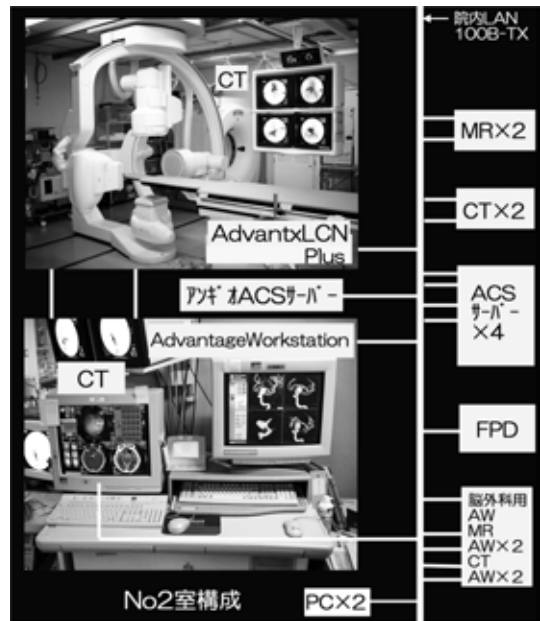 院内LAN
100B-TX
CT
MR×2
CT×2
AdvantxLCN
Plus
アンギオACSサーバー
ACS
サーバー
×4
AdvantageWorkstation
CT
FPD
脳外科用
AW
MR
AW×2
CT
AW×2
No2室構成
PC×2